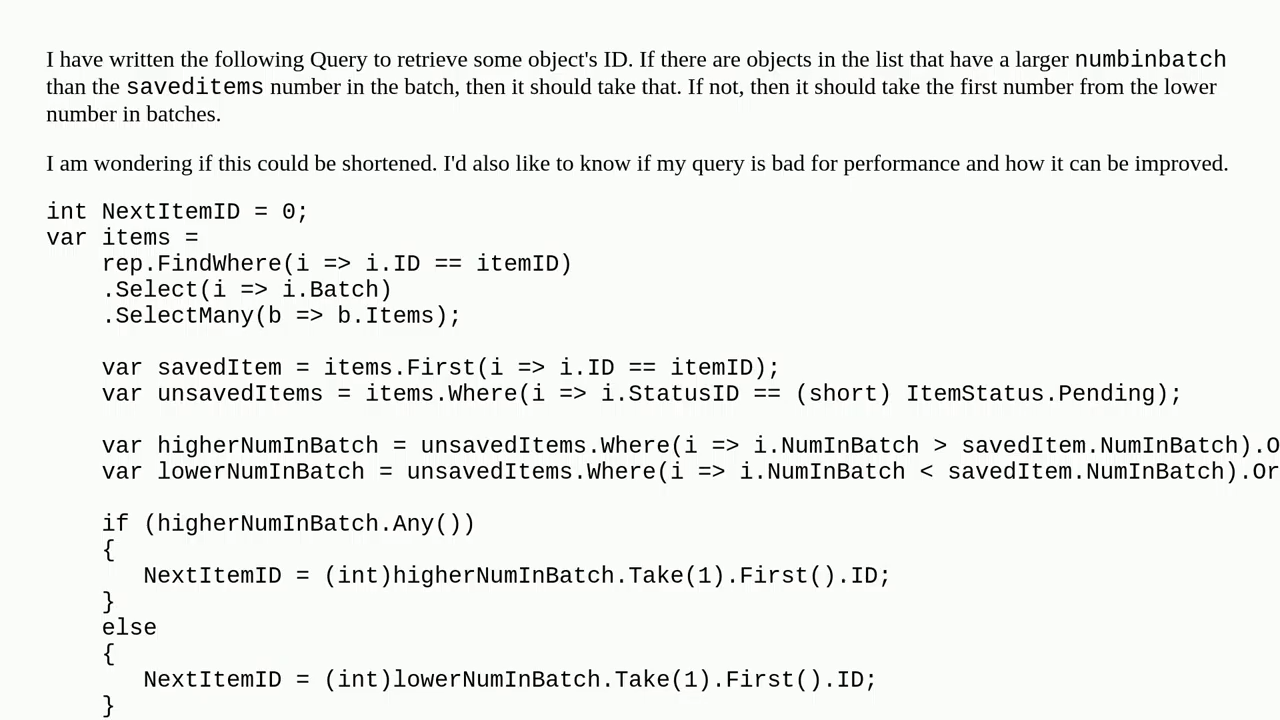 I have written the following Query to retrieve some object's ID. If there are objects in the list that have a larger numbinbatch
than the saveditems number in the batch, then it should take that. If not, then it should take the first number from the lower
number in batches.
I am wondering if this could be shortened. I'd also like to know if my query is bad for performance and how it can be improved.
int NextItemID = 0;
var items =
    rep.FindWhere(i => i.ID == itemID)
    .Select(i => i.Batch)
    .SelectMany(b => b.Items);
    var savedItem = items.First(i => i.ID == itemID);
    var unsavedItems = items.Where(i => i.StatusID == (short) ItemStatus.Pending);
    var higherNumInBatch = unsavedItems.Where(i => i.NumInBatch > savedItem.NumInBatch).O
    var lowerNumInBatch = unsavedItems.Where(i => i.NumInBatch < savedItem.NumInBatch).Or
    if (higherNumInBatch.Any())
    {
       NextItemID = (int)higherNumInBatch.Take(1).First().ID;
    }
    else
    {
       NextItemID = (int)lowerNumInBatch.Take(1).First().ID;
    }